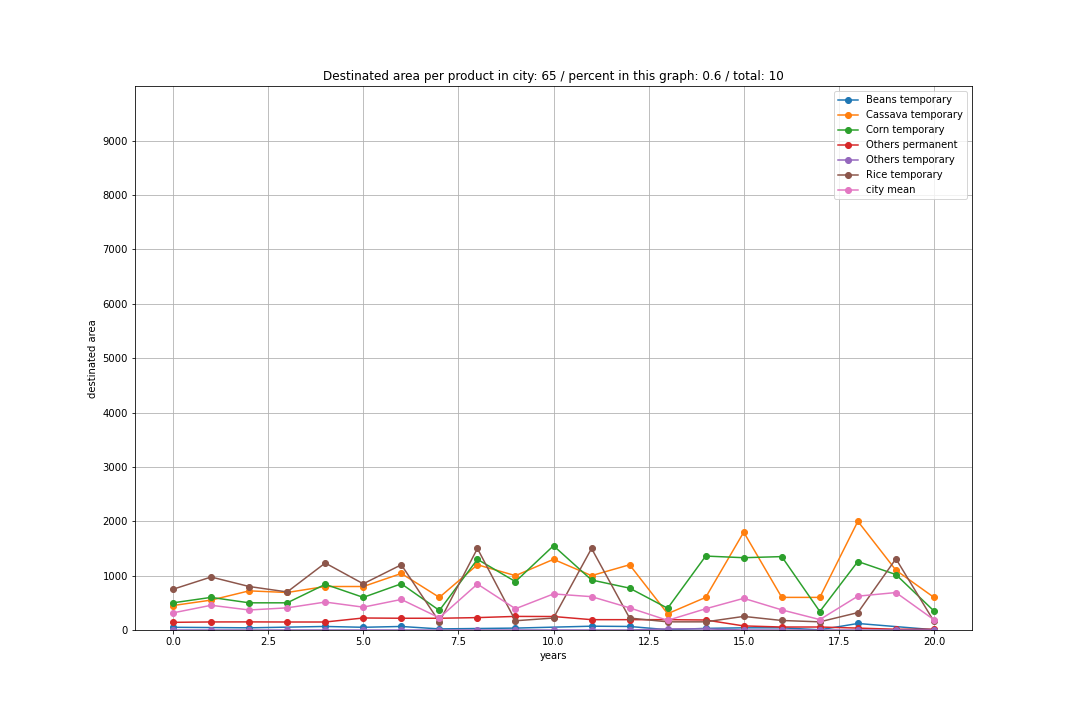 Destinated area per product in city: 65 / percent in this graph: 0.6 / total: 10
Beans temporary
Cassava temporary
Corn temporary
Others permanent
Others temporary
Rice temporary
city mean
9000
8000
7000
6000
5000
4000
3000
2000
1000
0
destinated area
0.0 2.5 5.0 7.5 10.0 12.5 15.0 17.5 20.0
years